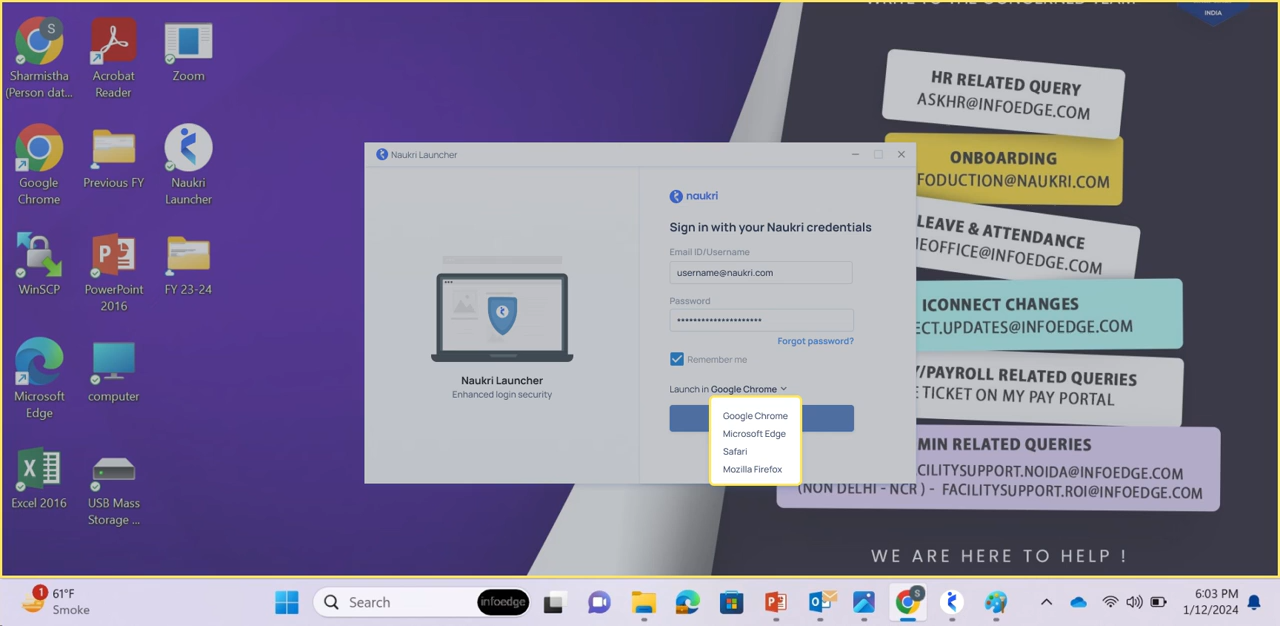 INDIA
S
Sharmistha
(Person dat...
Acrobat
Reader
Zoom
Google
Chrome
Previous FY
Naukri
Launcher
WinSCP
PowerPoint
2016
FY 23-24
Microsoft
Edge
computer
Excel 2016
USB Mass
Storage ...
Naukri Launcher
Naukri Launcher
Enhanced login security
naukri
Sign in with your Naukri credentials
Email ID/Username
username@naukri.com
Password
*********************
Forgot password?
Remember me
Launch in Google Chrome
Google Chrome
Microsoft Edge
Safari
Mozilla Firefox
HR RELATED QUERY
ASKHR@INFOEDGE.COM
ONBOARDING
FODUCTION@NAUKRI.COM
LEAVE & ATTENDANCE
EOFFICE@INFOEDGE.COM
ICONNECT CHANGES
ECT.UPDATES@INFOEDGE.COM
Y/PAYROLL RELATED QUERIES
E TICKET ON MY PAY PORTAL
MIN RELATED QUERIES
CILITYSUPPORT.NOIDA@INFOEDGE.COM
(NON DELHI - NCR ) - FACILITYSUPPORT.ROI@INFOEDGE.COM
WE ARE HERE TO HELP !
1
61°F
Smoke
Search
infoedge
S
6:03 PM
1/12/2024